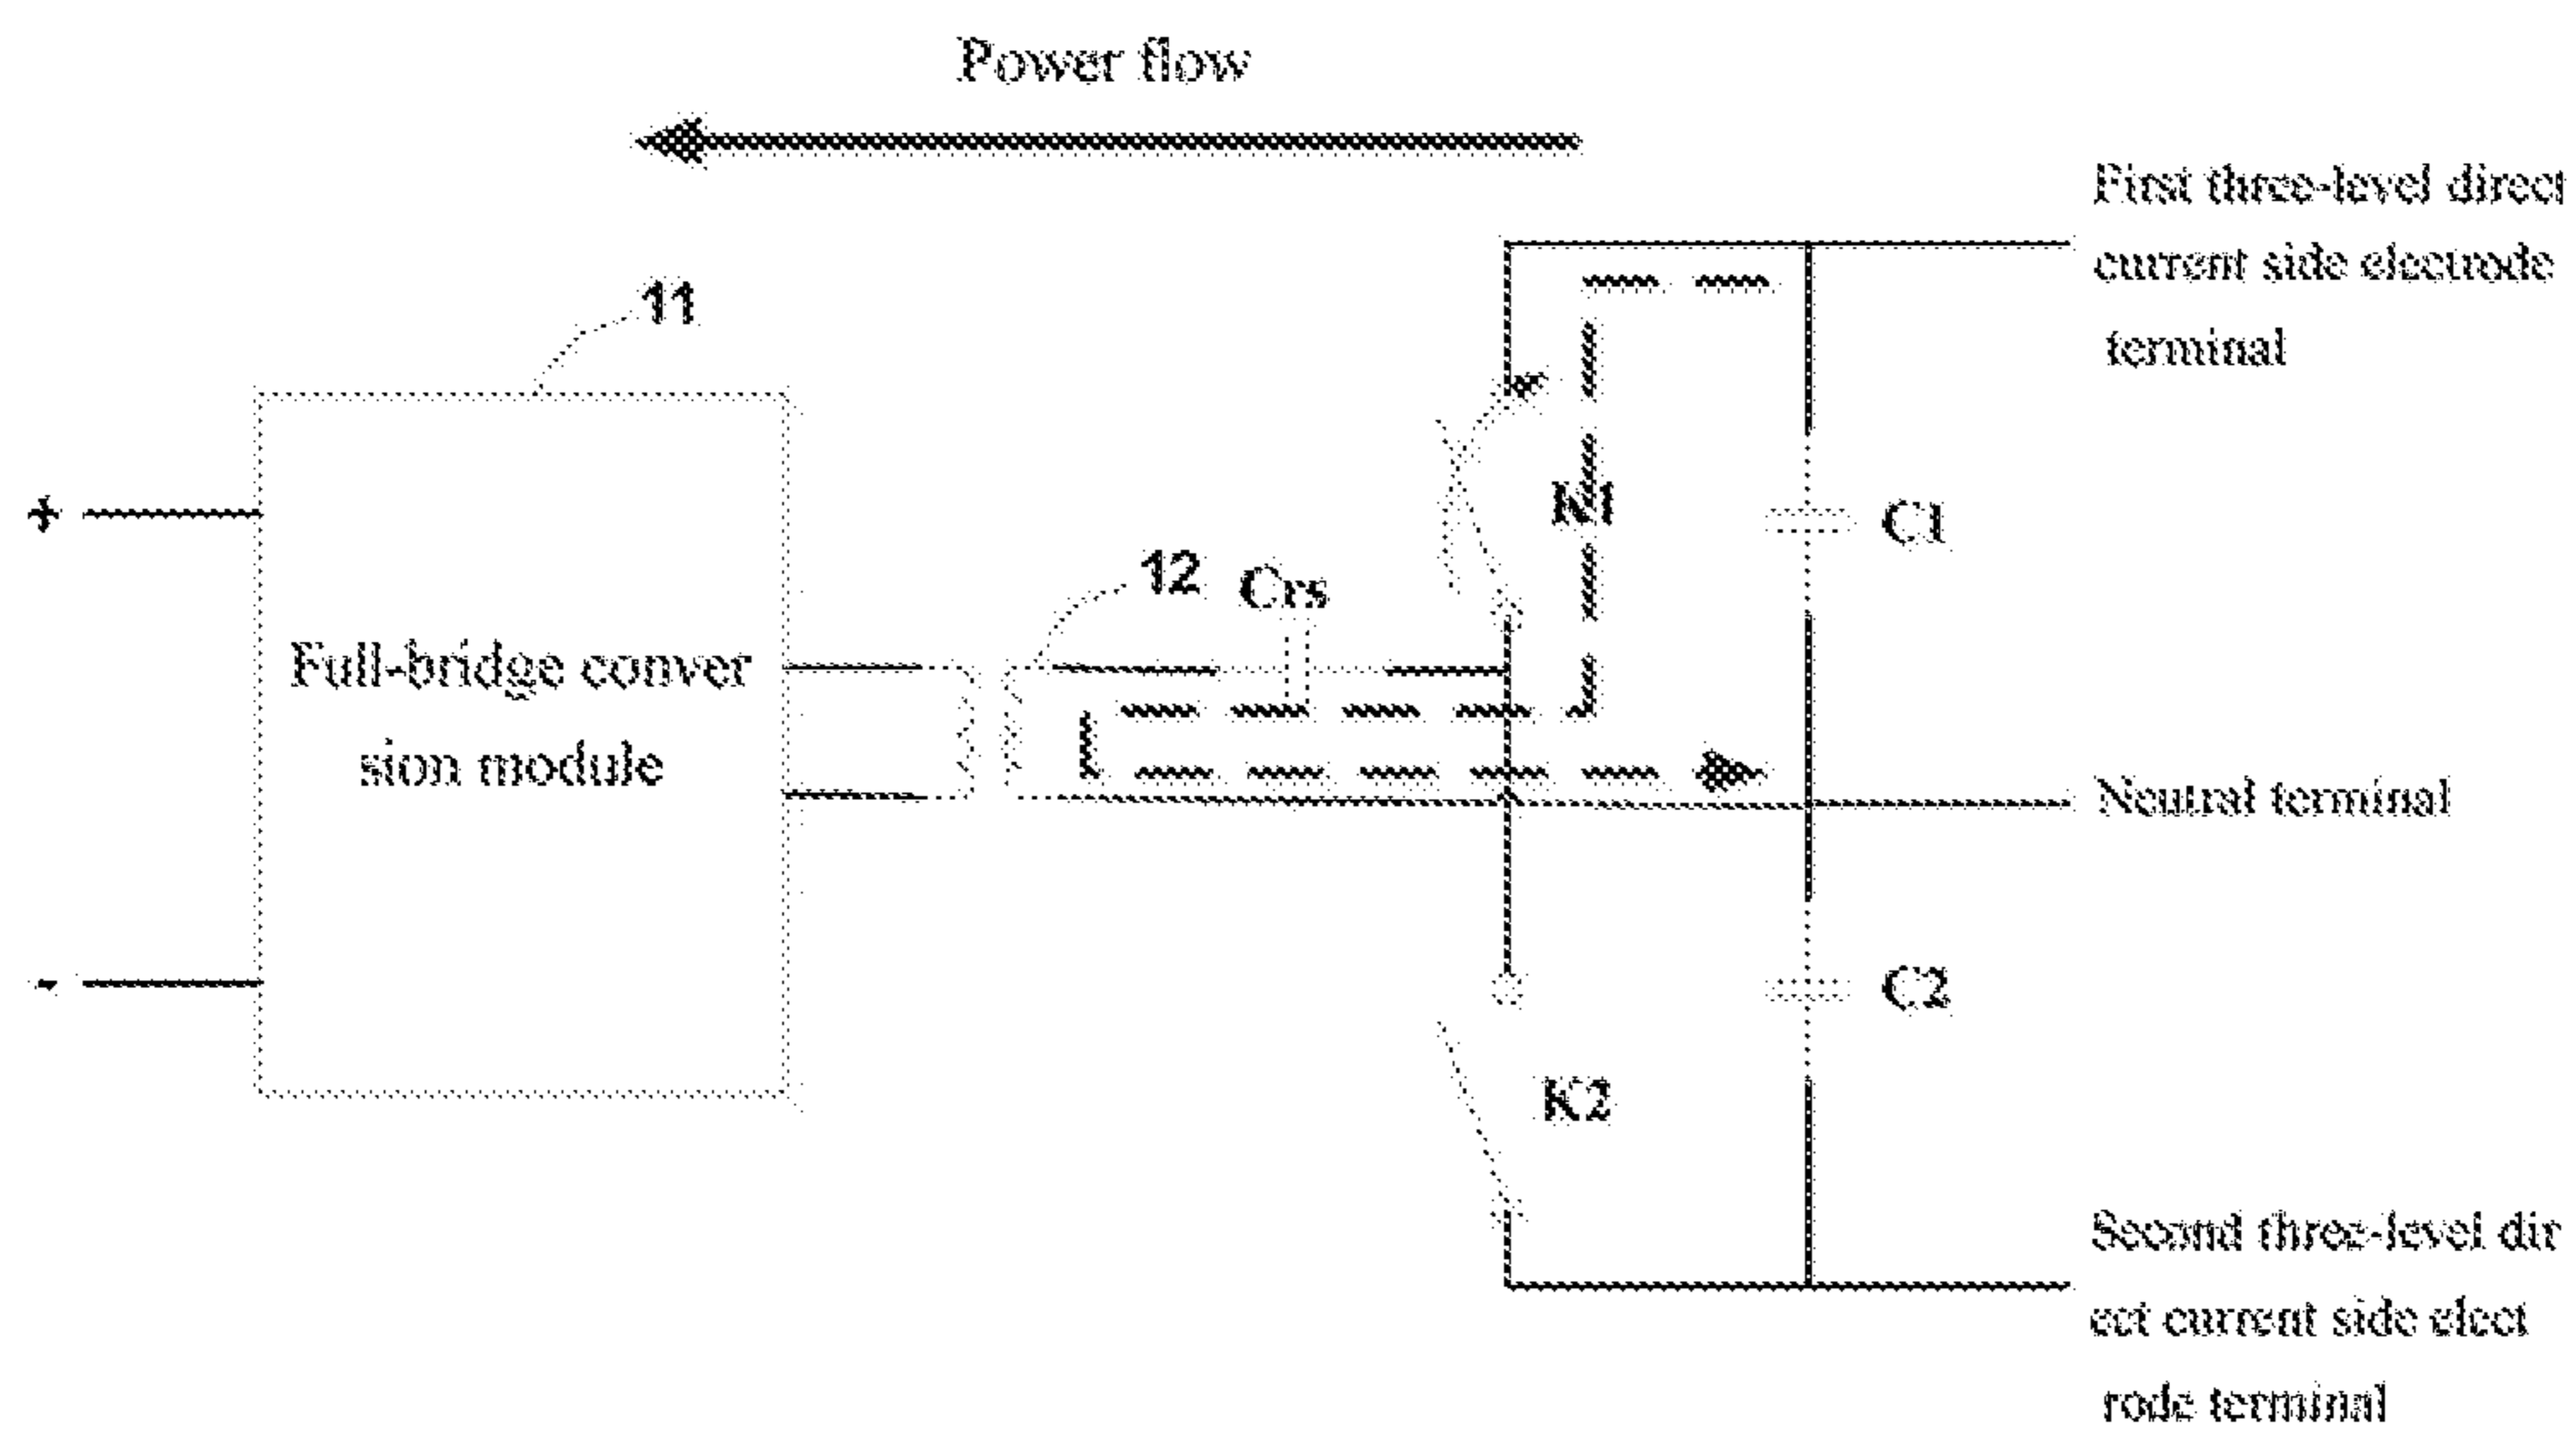 Power flow
First three-level direct
current side electrode
terminal
11
+
K1
C1
12
Crs
Full-bridge conver
sion module
Neutral terminal
-
C2
K2
Second three-level dir
ect current side elect
rode terminal